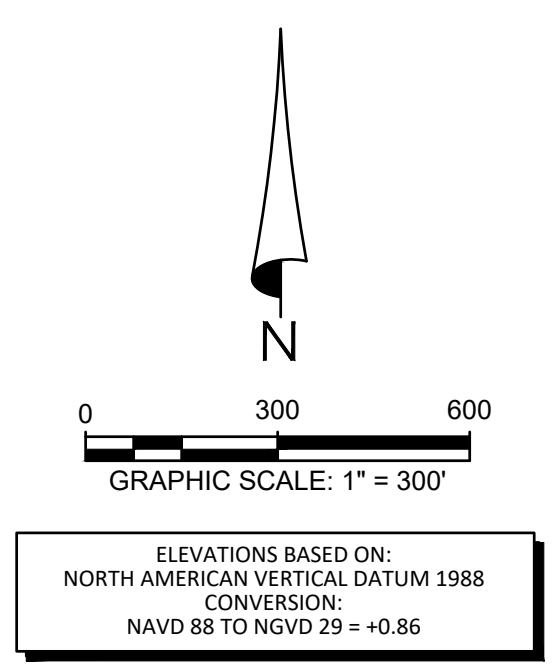 N
0 300 600
GRAPHIC SCALE: 1" = 300'
ELEVATIONS BASED ON:
NORTH AMERICAN VERTICAL DATUM 1988
CONVERSION:
NAVD 88 TO NGVD 29 = +0.86